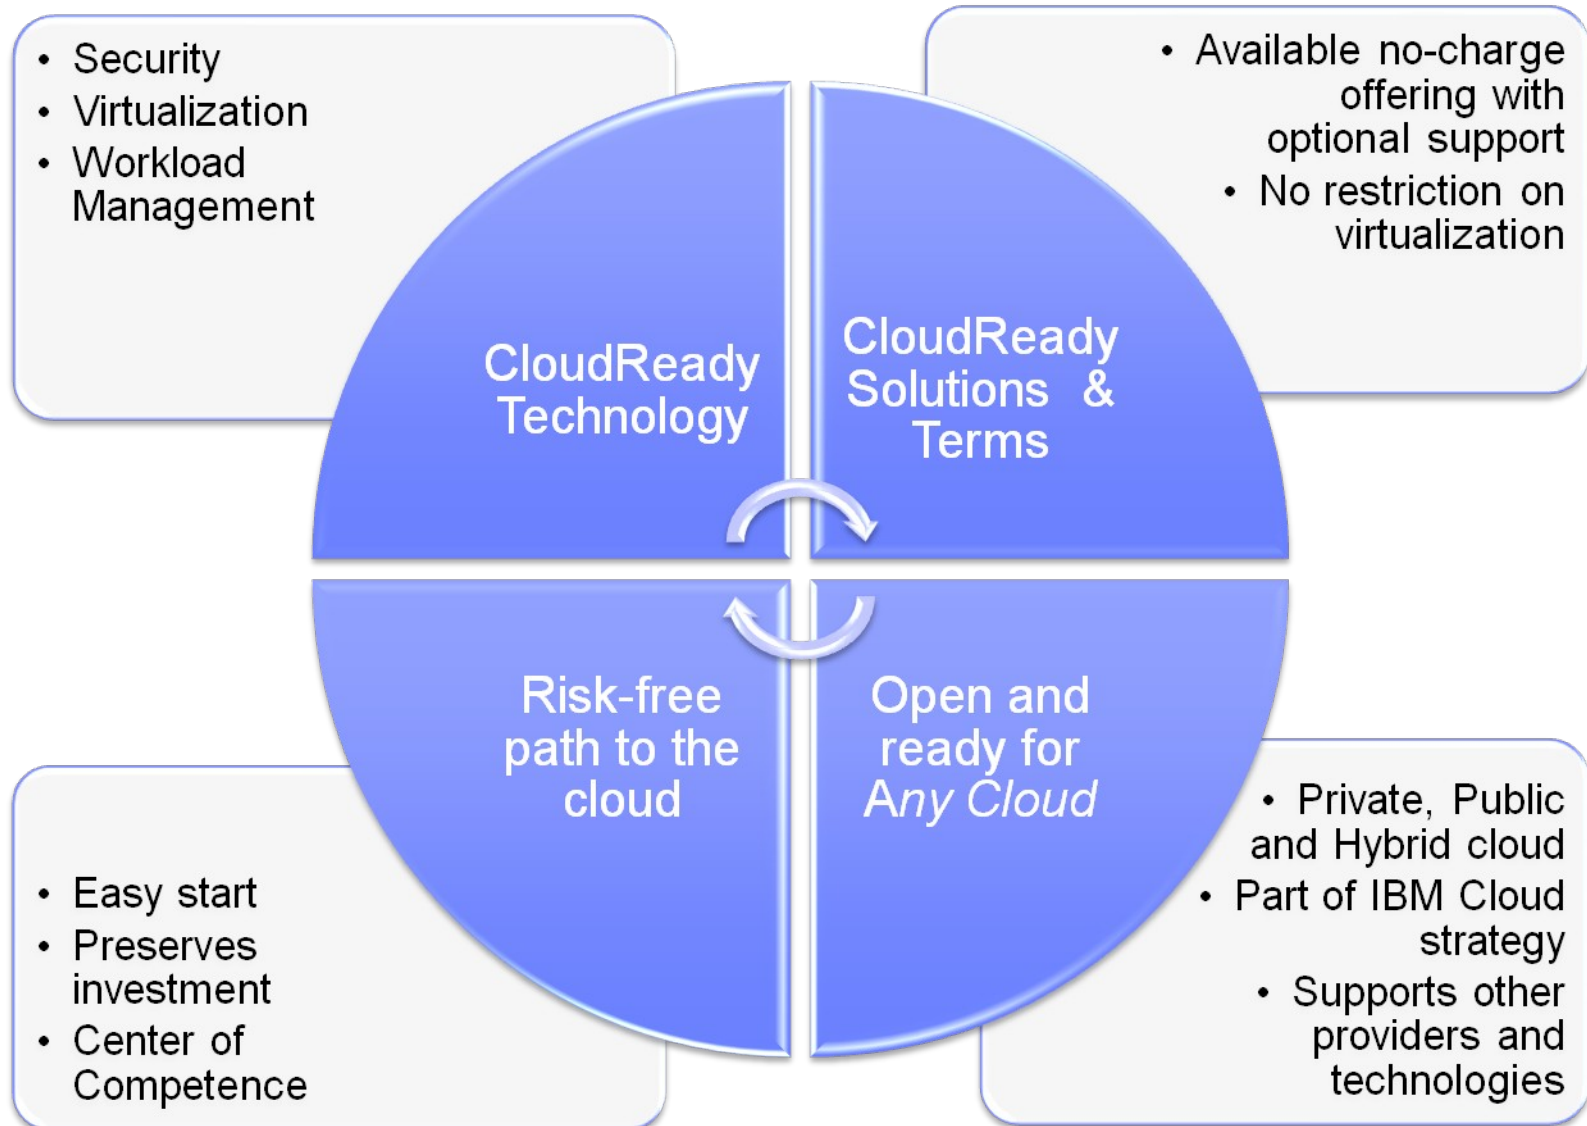 • Security
• Virtualization
• Workload
Management
• Available no-charge
offering with
optional support
• No restriction on
virtualization
CloudReady
Technology
CloudReady
Solutions &
Terms
Risk-free
path to the
cloud
Open and
ready for
Any Cloud
• Easy start
• Preserves
investment
• Center of
Competence
• Private, Public
and Hybrid cloud
• Part of IBM Cloud
strategy
• Supports other
providers and
technologies